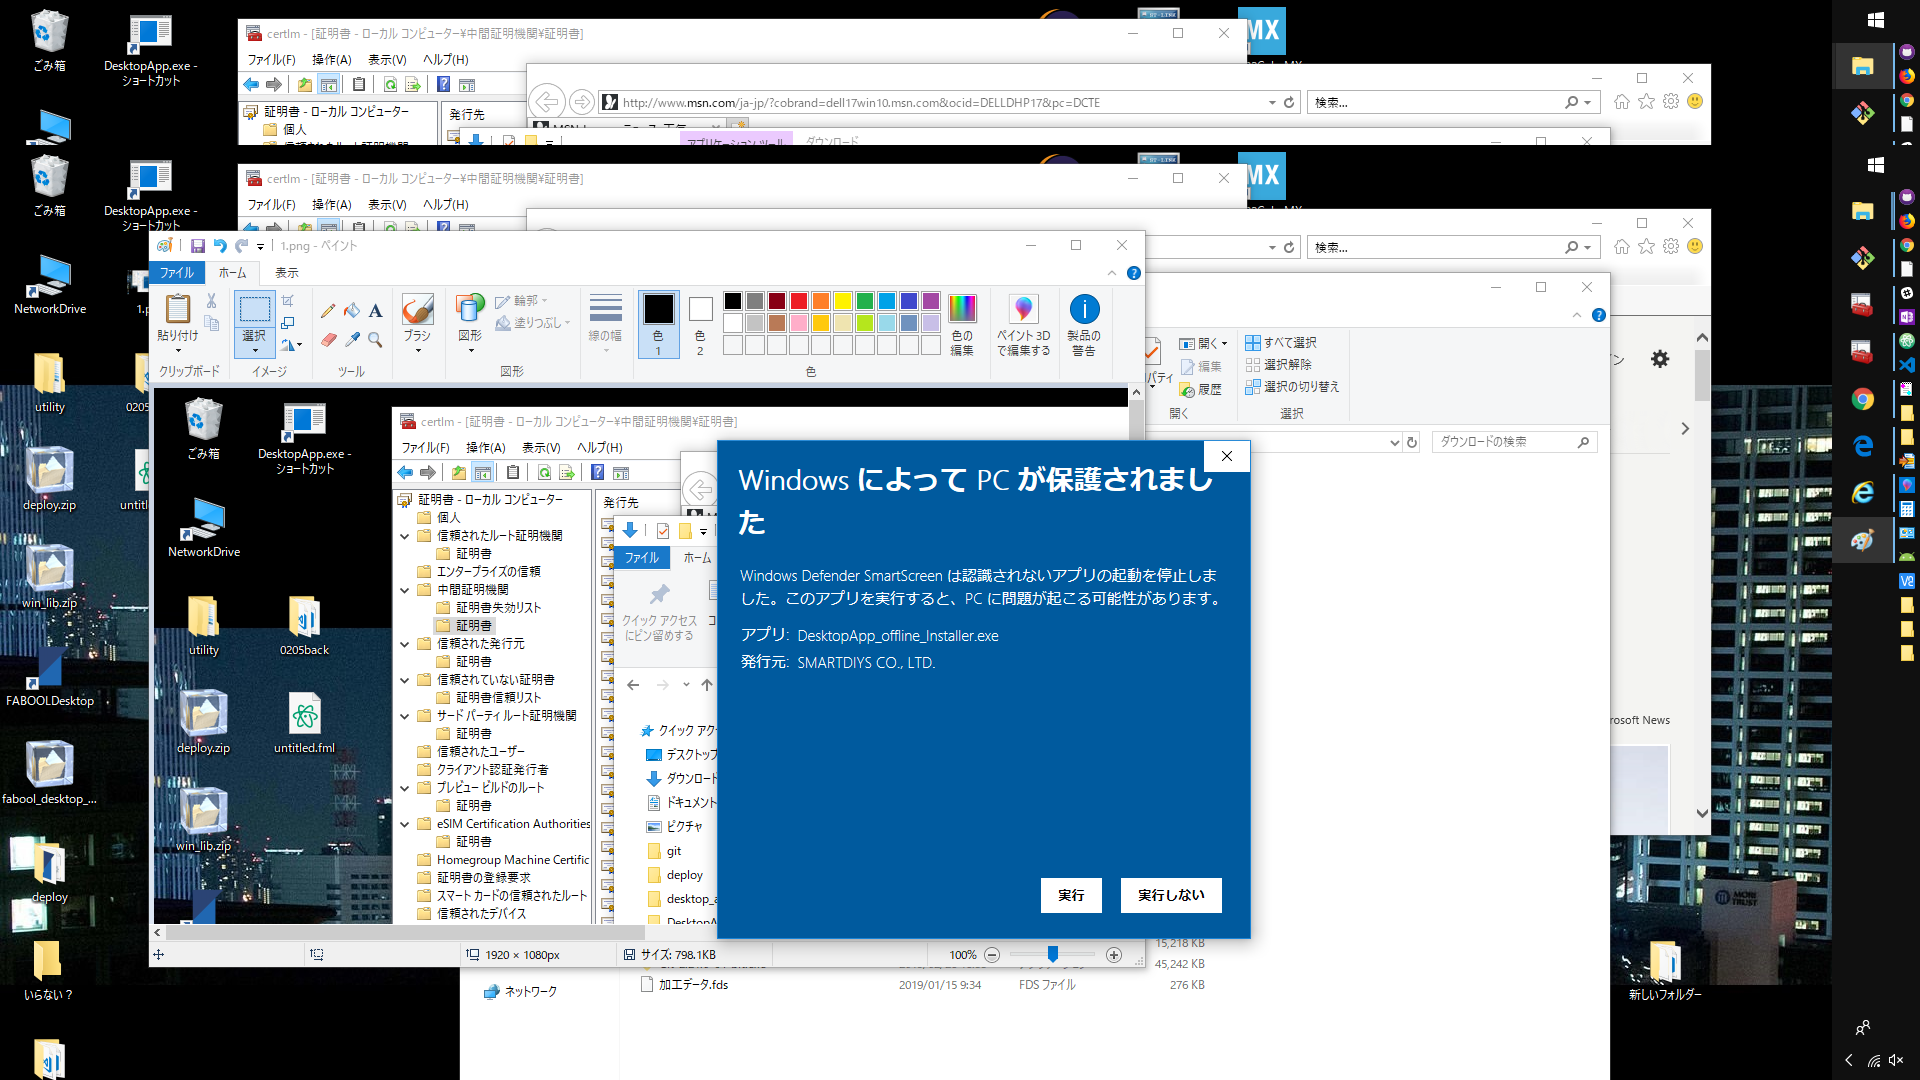 ごみ箱
DesktopApp.exe -
ショートカット
certlm - [証明書 - ローカル コンピューター¥中間証明機関¥証明書]
ファイル(F)
操作(A)
表示(V)
ヘルプ(H)
証明書 - ローカル コンピューター
個人
発行先
http://www.msn.com/ja-jp/?cobrand=dell17win10.msn.com&ocid=DELLDHP17&pc=DCTE
検索...
アプリケーション ツール
ダウンロード
MX
ごみ箱
DesktopApp.exe -
ショートカット
certlm - [証明書 - ローカル コンピューター¥中間証明機関¥証明書]
ファイル(F)
操作(A)
表示(V)
ヘルプ(H)
MX
検索...
NetworkDrive
utility
deploy.zip
win_lib.zip
FABOOLDesktop
fabool_desktop_...
deploy
いらない？
1.png - ペイント
ファイル
ホーム
表示
貼り付け
クリップボード
選択
イメージ
ツール
ブラシ
図形
輪郭
塗りつぶし
図形
線の幅
色
1
色
2
色の
編集
色
ペイント 3D
で編集する
製品の
警告
開く
編集
履歴
開く
すべて選択
選択解除
選択の切り替え
選択
ダウンロードの検索
ごみ箱
DesktopApp.exe -
ショートカット
NetworkDrive
utility
0205back
deploy.zip
untitled.fml
win_lib.zip
certlm - [証明書 - ローカル コンピューター¥中間証明機関¥証明書]
ファイル(F)
操作(A)
表示(V)
ヘルプ(H)
証明書 - ローカル コンピューター
個人
信頼されたルート証明機関
証明書
エンタープライズの信頼
中間証明機関
証明書失効リスト
証明書
信頼された発行元
証明書
信頼されていない証明書
証明書信頼リスト
サード パーティ ルート証明機関
証明書
信頼されたユーザー
クライアント認証発行者
プレビュー ビルドのルート
証明書
eSIM Certification Authorities
証明書
Homegroup Machine Certific
証明書の登録要求
スマート カードの信頼されたルート
信頼されたデバイス
発行先
ファイル
ホーム
クイック アクセス
にピン留めする
クイック アク
デスクトップ
ダウンロード
ドキュメント
ピクチャ
git
deploy
desktop_a
DesktopA
Windows によって PC が保護されまし
た
Windows Defender SmartScreen は認識されないアプリの起動を停止しま
した。このアプリを実行すると、PC に問題が起こる可能性があります。
アプリ: DesktopApp_offline_Installer.exe
発行元: SMARTDIYS CO., LTD.
実行
実行しない
1920 × 1080px
サイズ: 798.1KB
100%
15,218 KB
45,242 KB
ネットワーク
加工データ.fds
2019/01/15 9:34
FDS ファイル
276 KB
rosoft News
MORI
TRUST
新しいフォルダー